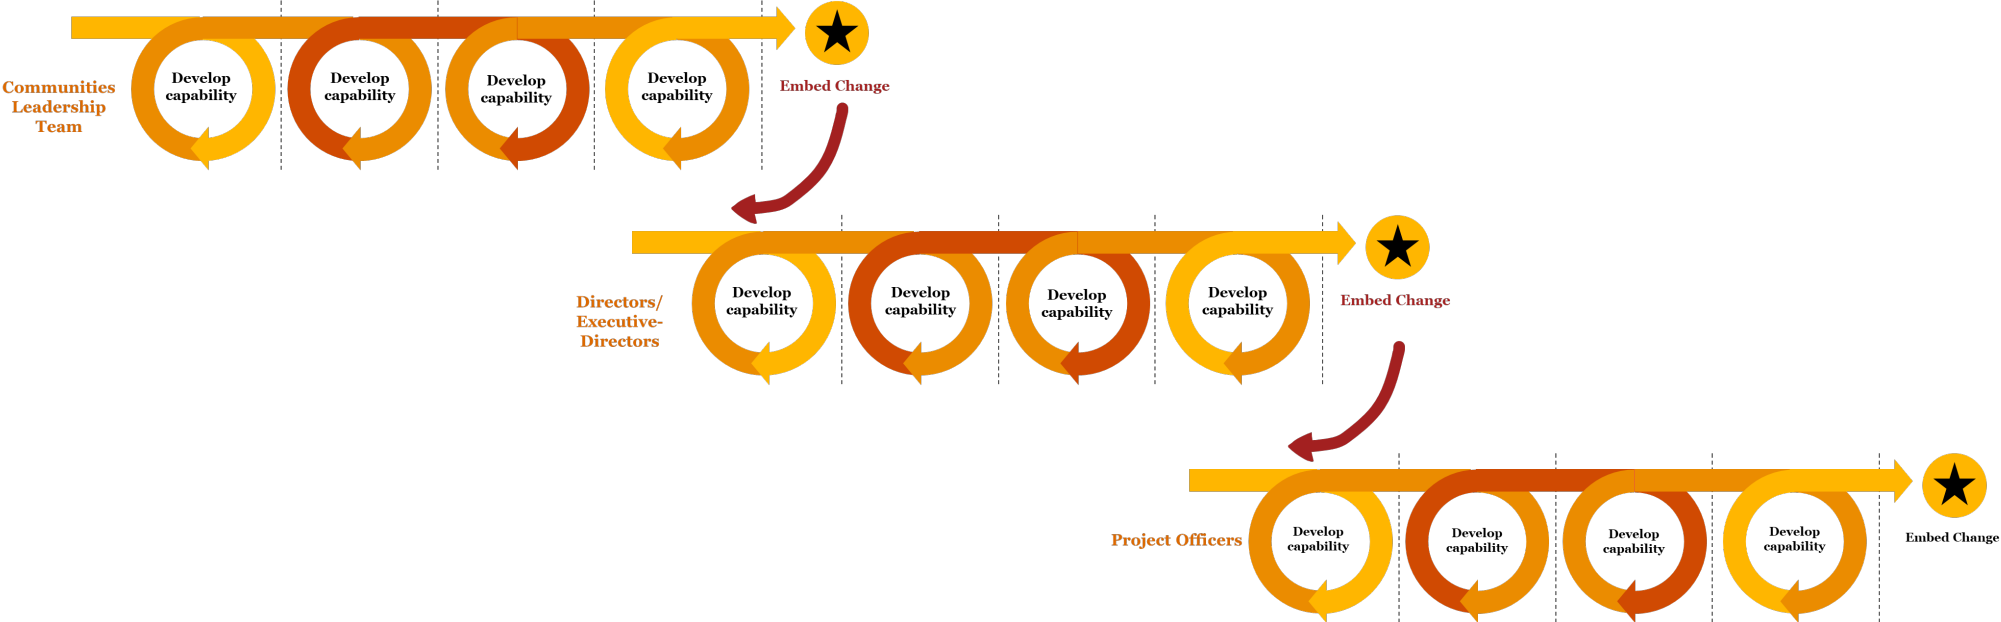 Communities
Leadership
Team
Develop
capability
Develop
capability
Develop
capability
Develop
capability
Embed Change
Directors/
Executive-
Directors
Develop
capability
Develop
capability
Develop
capability
Develop
capability
Embed Change
Project Officers
Develop
capability
Develop
capability
Develop
capability
Develop
capability
Embed Change